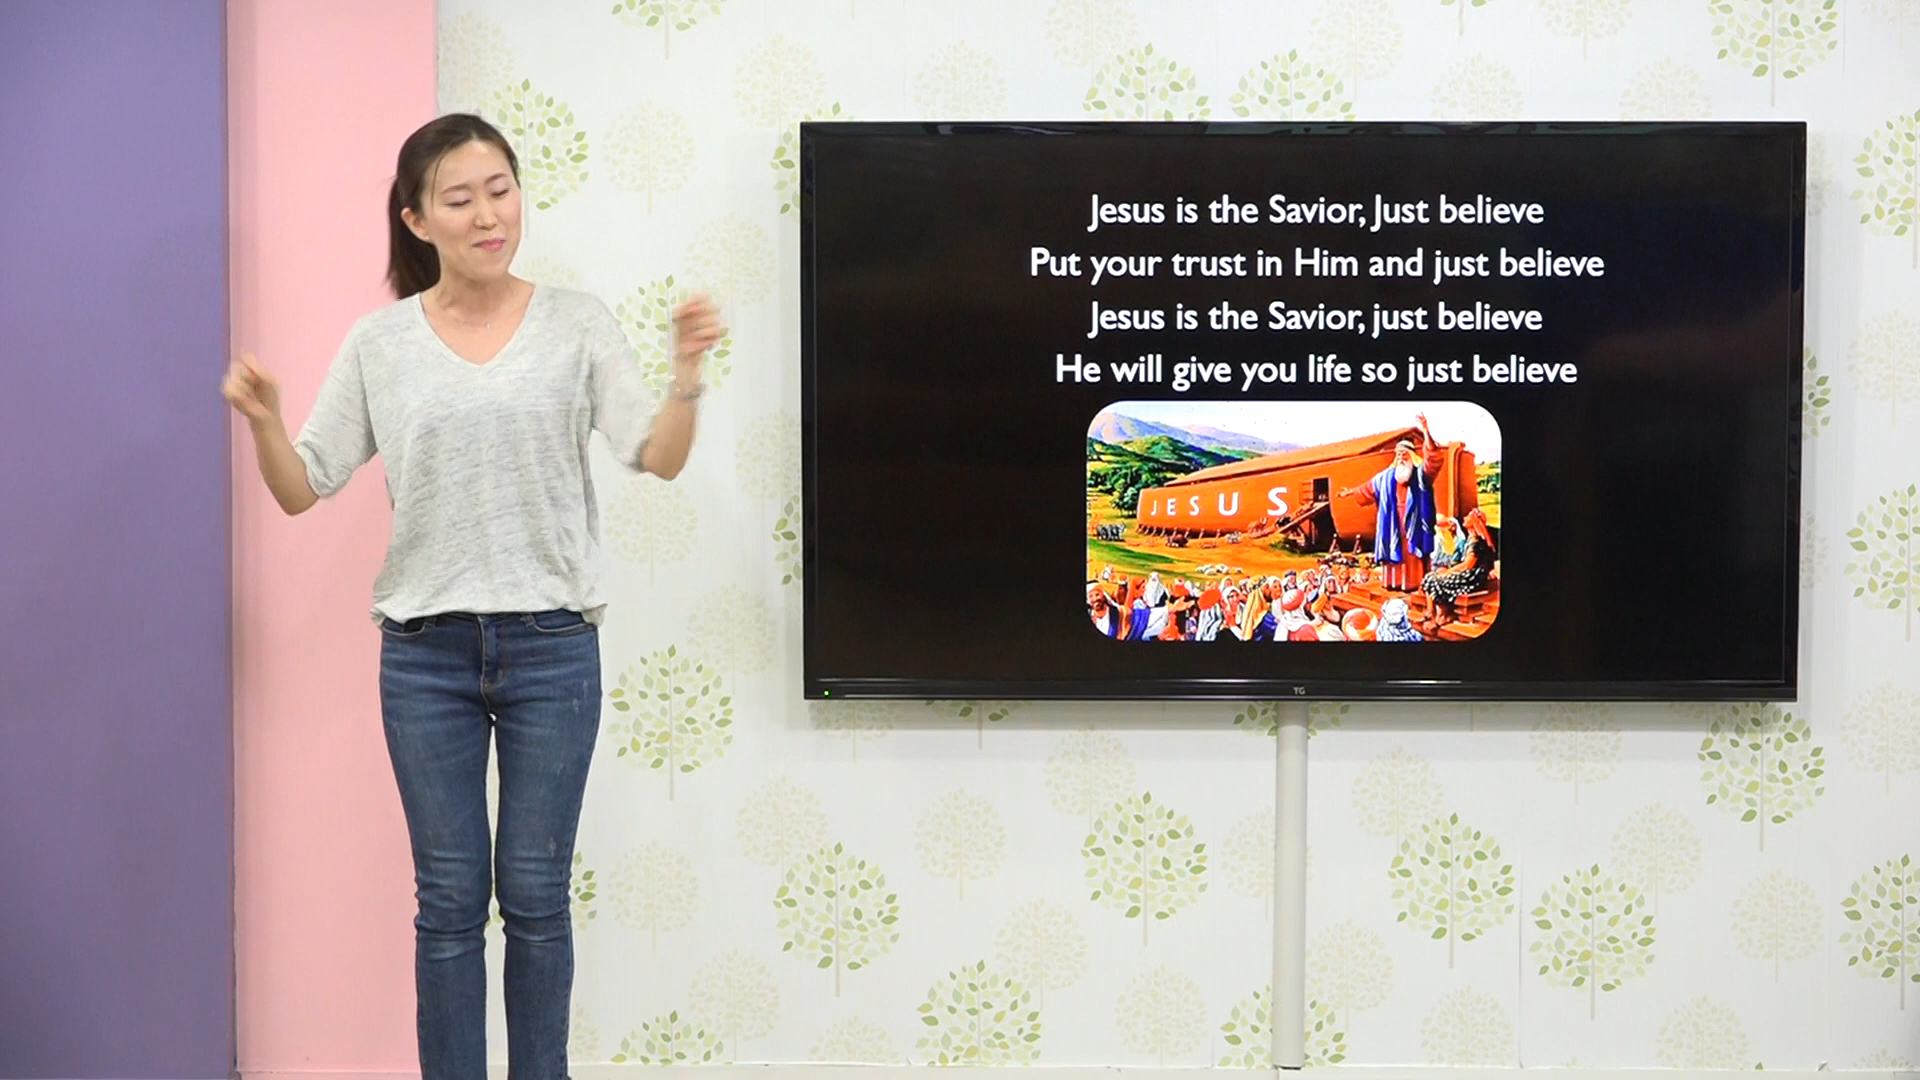 Jesus is the Savior, Just believe
Put your trust in Him and just believe
Jesus is the Savior, just believe
He will give you life so just believe
JESUS
TG